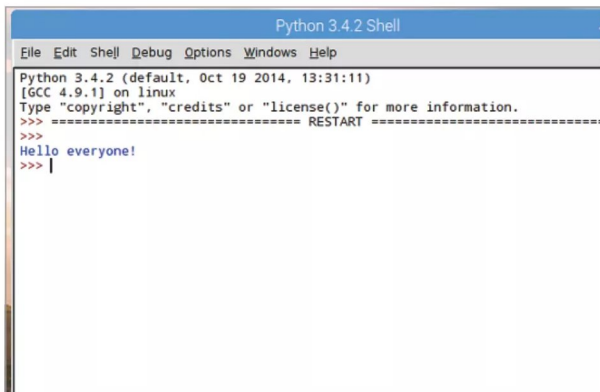 Python 3.4.2 Shell
File Edit Shell Debug Options Windows Help
Python 3.4.2 (default, Oct 19 2014, 13:31:11)
[GCC 4.9.1] on linux
Type "copyright", "credits" or "license()" for more information.
>>> ================================ RESTART ==============================
>>>
Hello everyone!
>>>